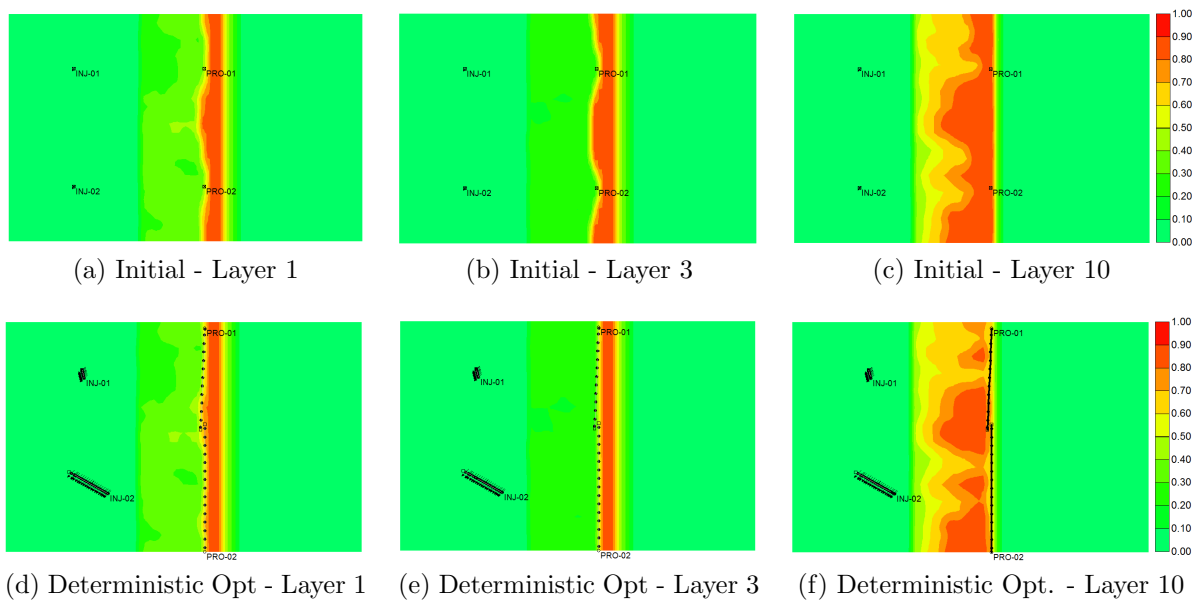 INJ-01
PRO-01
INJ-02
PRO-02
(a) Initial - Layer 1
INJ-01
PRO-01
INJ-02
PRO-02
(b) Initial - Layer 3
INJ-01
PRO-01
INJ-02
PRO-02
(c) Initial - Layer 10
1.00
0.90
0.80
0.70
0.60
0.50
0.40
0.30
0.20
0.10
0.00
PRO-01
INJ-01
INJ-02
PRO-02
(d) Deterministic Opt - Layer 1
PRO-01
INJ-01
INJ-02
PRO-02
(e) Deterministic Opt - Layer 3
PRO-01
INJ-01
INJ-02
PRO-02
(f) Deterministic Opt. - Layer 10
1.00
0.90
0.80
0.70
0.60
0.50
0.40
0.30
0.20
0.10
0.00